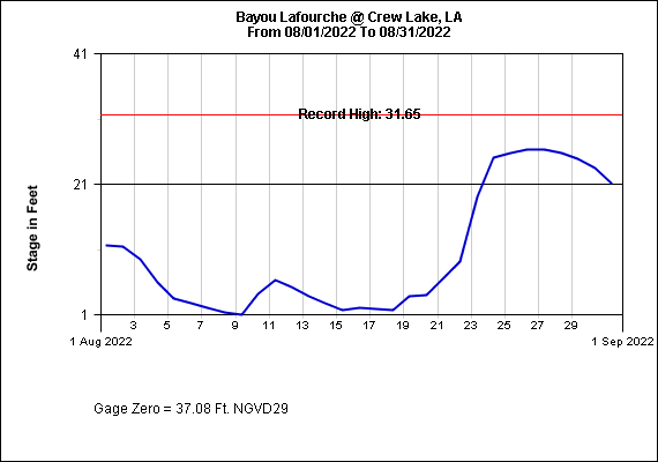 Bayou Lafourche @ Crew Lake, LA
From 08/01/2022 To 08/31/2022
41
Record High: 31.65
Stage in Feet
21
1
3 5 7 9 11 13 15 17 19 21 23 25 27 29
1 Aug 2022 1 Sep 2022
Gage Zero = 37.08 Ft. NGVD29